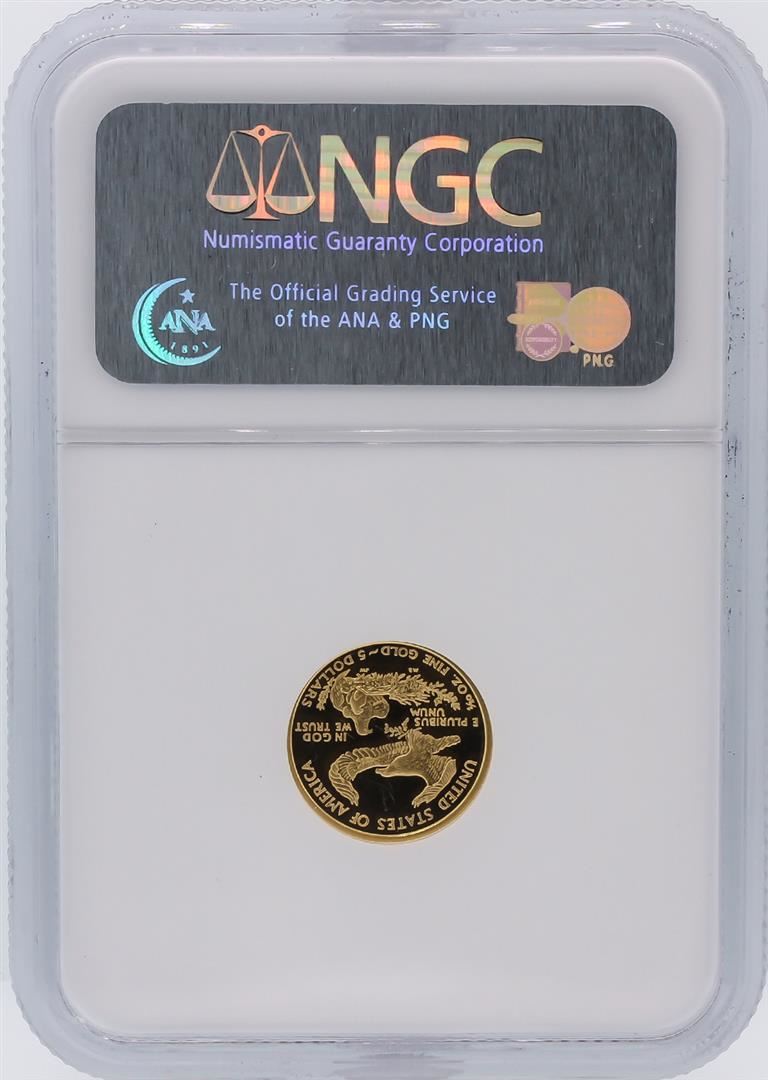 NGC
Numismatic Guaranty Corporation
The Official Grading Service
of the ANA & PNG
ANA
1891
RESPONSIBILITY
P.N.G
UNITED STATES OF AMERICA
IN GOD
WE TRUST
E PLURIBUS
UNUM
1/10 OZ. FINE GOLD ~ 5 DOLLARS